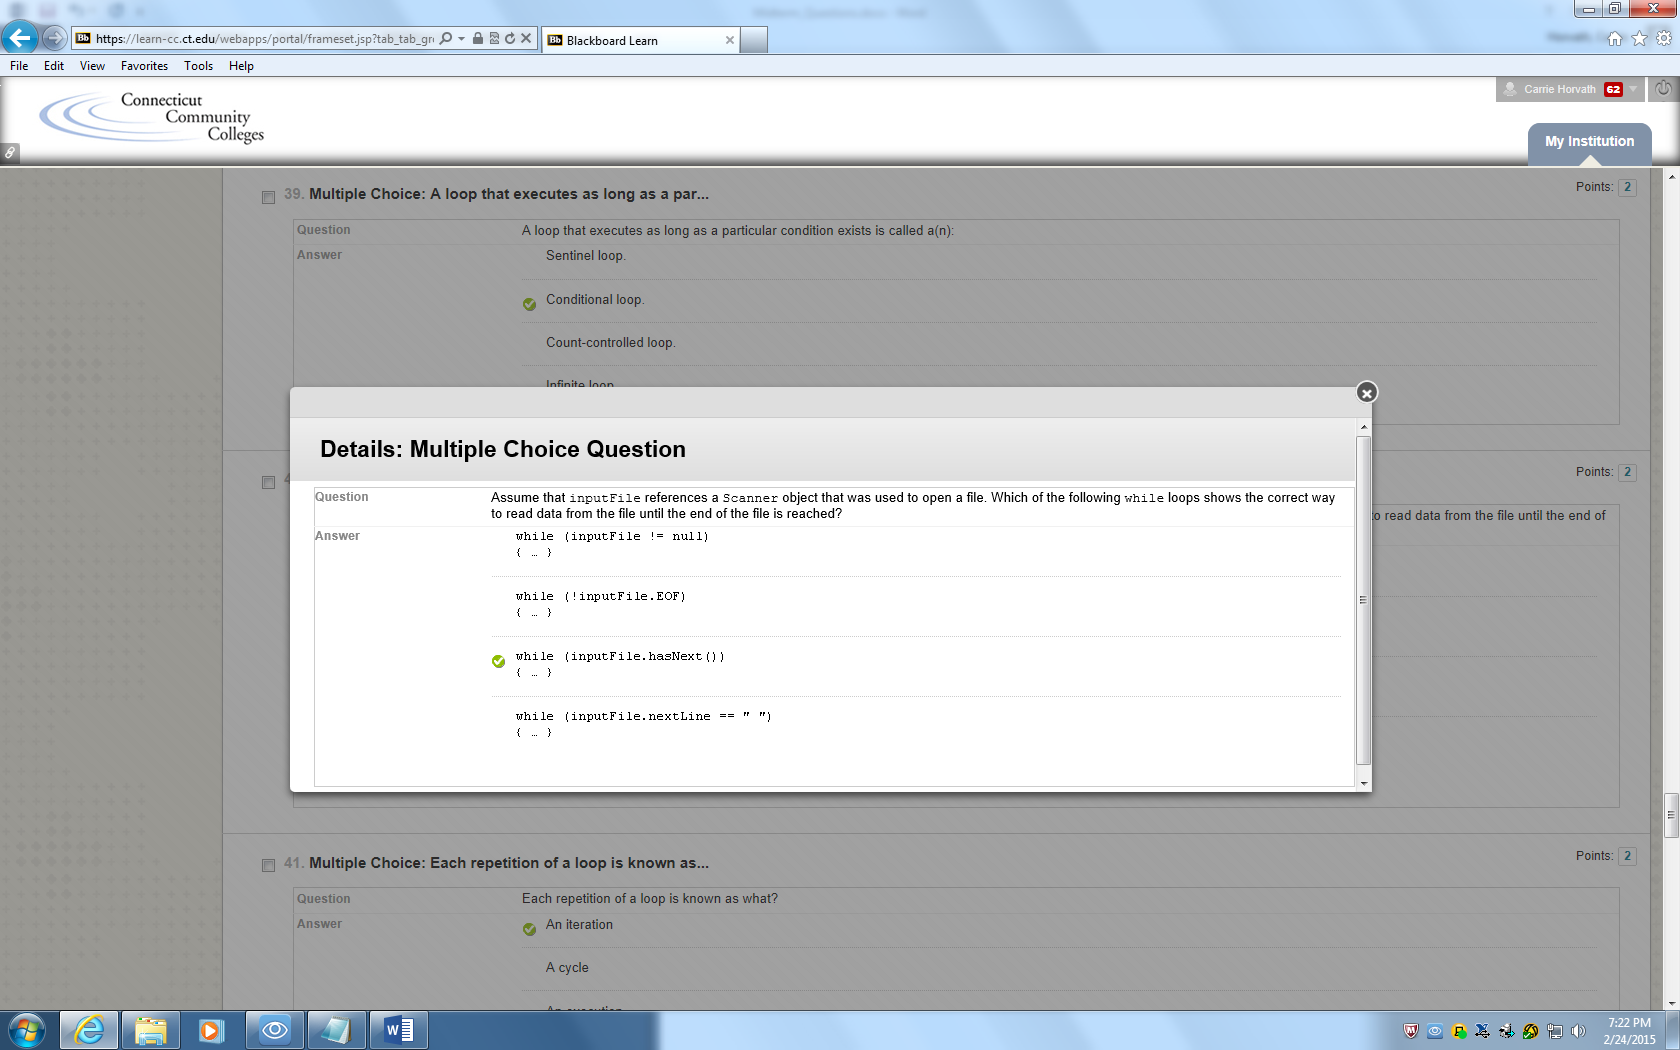 https://learn-cc.ct.edu/webapps/portal/frameset.jsp?tab_tab_gr
Bb Blackboard Learn
File Edit View Favorites Tools Help
Connecticut
Community
Colleges
Carrie Horvath 62
My Institution
39. Multiple Choice: A loop that executes as long as a par...
Points: 2
Question A loop that executes as long as a particular condition exists is called a(n):
Answer Sentinel loop.
Conditional loop.
Count-controlled loop.
Infinite loop
Points: 2
to read data from the file until the end of
Details: Multiple Choice Question
Question Assume that inputFile references a Scanner object that was used to open a file. Which of the following while loops shows the correct way
to read data from the file until the end of the file is reached?
Answer while (inputFile != null)
{ … }
while (!inputFile.EOF)
{ … }
while (inputFile.hasNext())
{ … }
while (inputFile.nextLine == " ")
{ … }
41. Multiple Choice: Each repetition of a loop is known as...
Points: 2
Question Each repetition of a loop is known as what?
Answer An iteration
A cycle
7:22 PM
2/24/2015